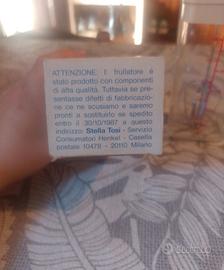 ATTENZIONE. Il frullatore è
stato prodotto con componenti
di alta qualità. Tuttavia se pre-
sentasse difetti di fabbricazio-
ne ce ne scusiamo e saremo
pronti a sostituirlo se spedito
entro il 30/10/1987 a questo
indirizzo: Stella Tosi - Servizio
Consumatori Henkel - Casella
postale 10478 - 20110 Milano
subito